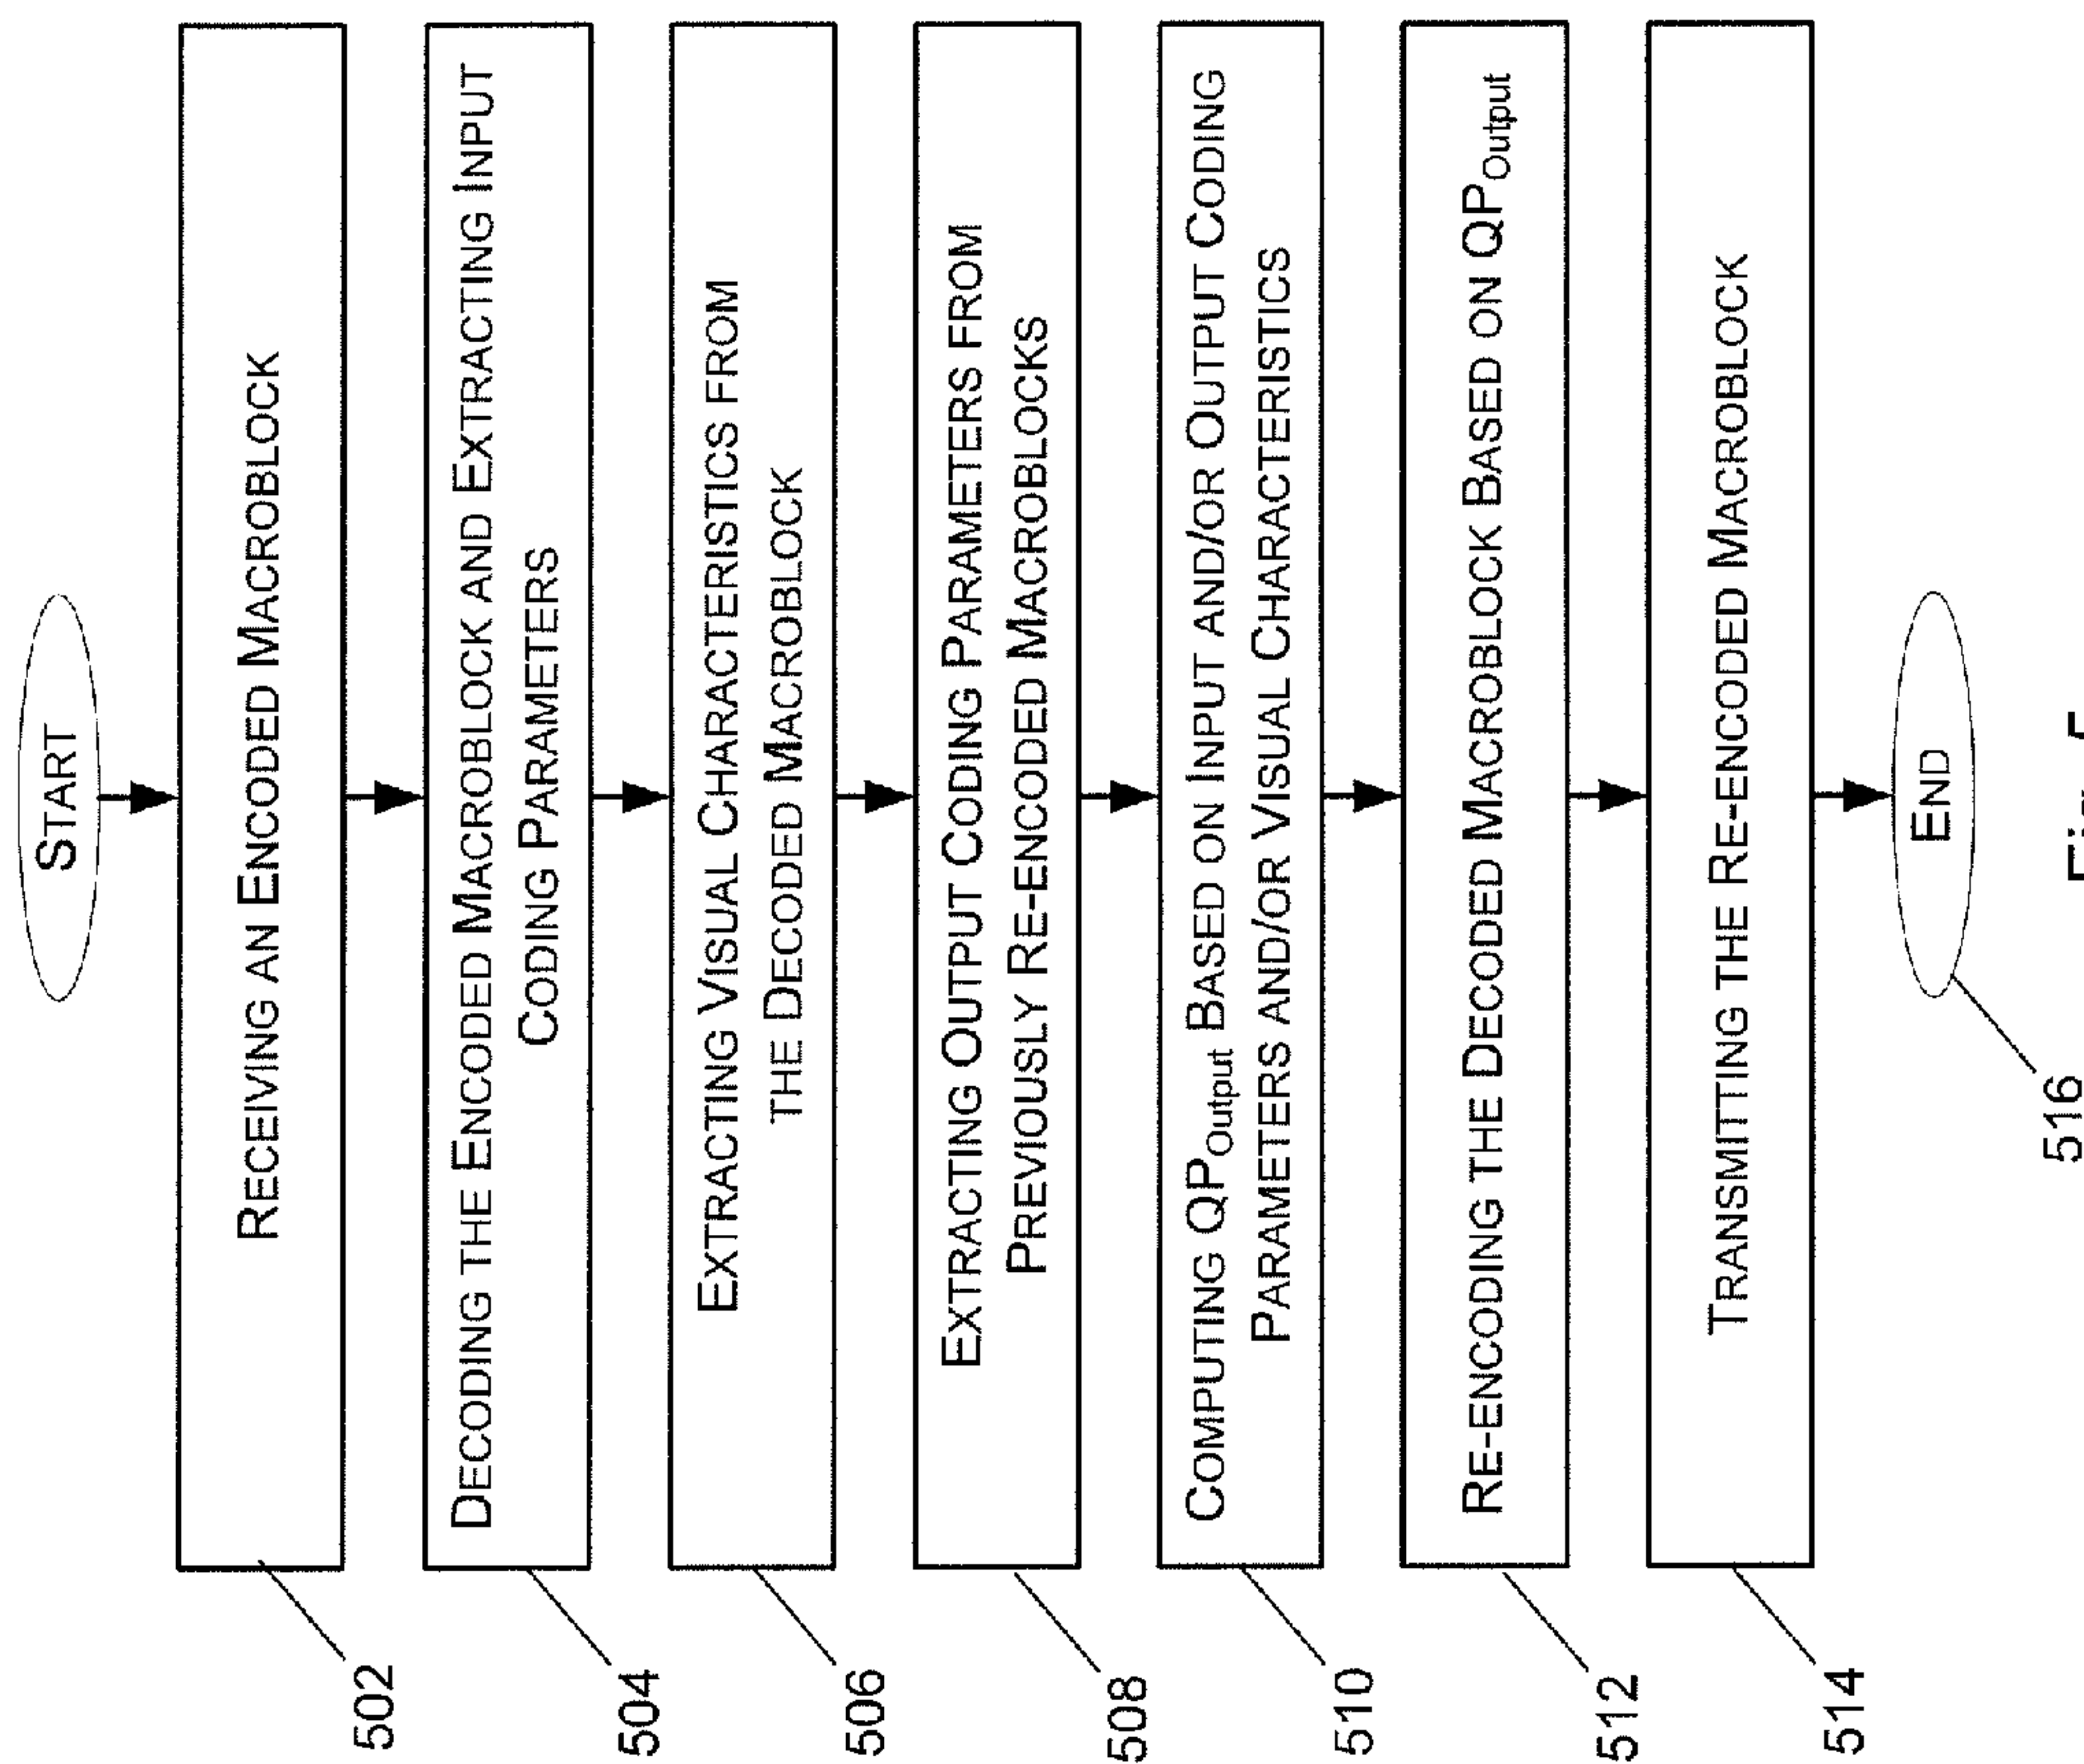 START
RECEIVING AN ENCODED MACROBLOCK
502
DECODING THE ENCODED MACROBLOCK AND EXTRACTING INPUT
CODING PARAMETERS
504
EXTRACTING VISUAL CHARACTERISTICS FROM
THE DECODED MACROBLOCK
506
EXTRACTING OUTPUT CODING PARAMETERS FROM
PREVIOUSLY RE-ENCODED MACROBLOCKS
508
COMPUTING QPOutput BASED ON INPUT AND/OR OUTPUT CODING
PARAMETERS AND/OR VISUAL CHARACTERISTICS
510
RE-ENCODING THE DECODED MACROBLOCK BASED ON QPOutput
512
TRANSMITTING THE RE-ENCODED MACROBLOCK
514
END
516